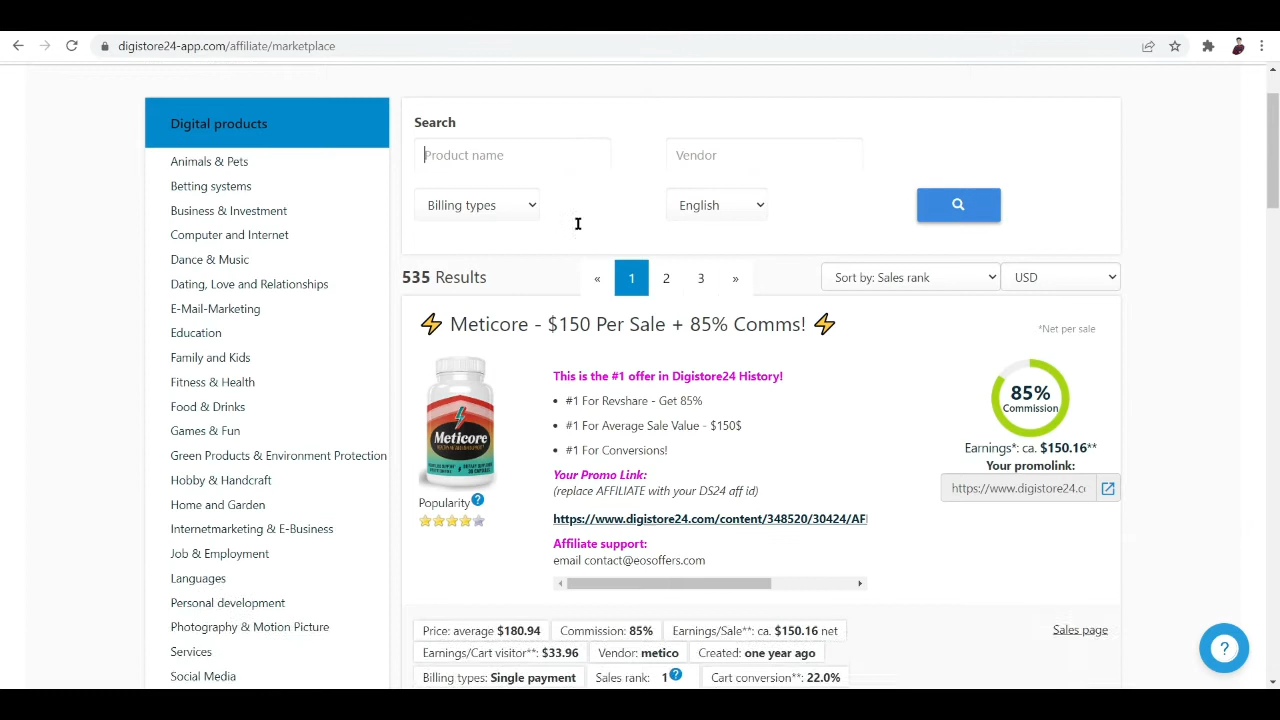 digistore24-app.com/affiliate/marketplace
Digital products
Animals & Pets
Betting systems
Business & Investment
Computer and Internet
Dance & Music
Dating, Love and Relationships
E-Mail-Marketing
Education
Family and Kids
Fitness & Health
Food & Drinks
Games & Fun
Green Products & Environment Protection
Hobby & Handcraft
Home and Garden
Internetmarketing & E-Business
Job & Employment
Languages
Personal development
Photography & Motion Picture
Services
Social Media
Search
Product name
Vendor
Billing types
English
535 Results
« 1 2 3 »
Sort by: Sales rank
USD
⚡ Meticore - $150 Per Sale + 85% Comms! ⚡
*Net per sale
Meticore
Popularity ?
This is the #1 offer in Digistore24 History!
• #1 For Revshare - Get 85%
• #1 For Average Sale Value - $150$
• #1 For Conversions!
Your Promo Link:
(replace AFFILIATE with your DS24 aff id)
https://www.digistore24.com/content/348520/30424/AF
Affiliate support:
email contact@eosoffers.com
85%
Commission
Earnings*: ca. $150.16**
Your promolink:
https://www.digistore24.c
Price: average $180.94
Commission: 85%
Earnings/Sale**: ca. $150.16 net
Sales page
Earnings/Cart visitor**: $33.96
Vendor: metico
Created: one year ago
Billing types: Single payment
Sales rank: 1 ?
Cart conversion**: 22.0%
?